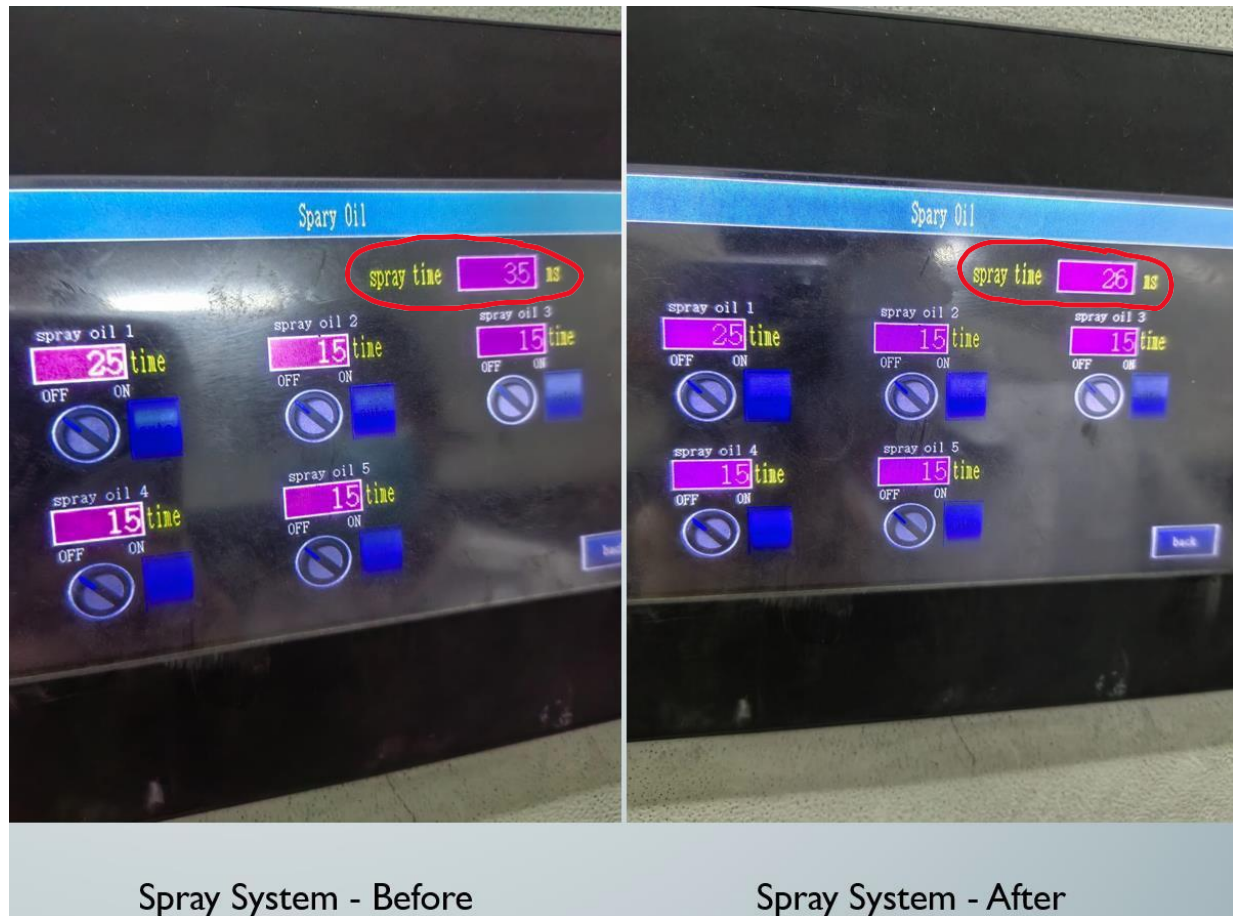 Spary Oil
spray time 35 ms
spray oil 1
25 time
OFF ON
spray oil 2
15 time
OFF ON
spray oil 3
15 time
spray oil 4
15 time
OFF ON
spray oil 5
15 time
OFF ON
Spary Oil
spray time 26 ms
spray oil 1
25 time
OFF ON
spray oil 2
15 time
OFF ON
spray oil 3
15 time
OFF ON
spray oil 4
15 time
OFF ON
spray oil 5
15 time
OFF ON
back
Spray System - Before
Spray System - After